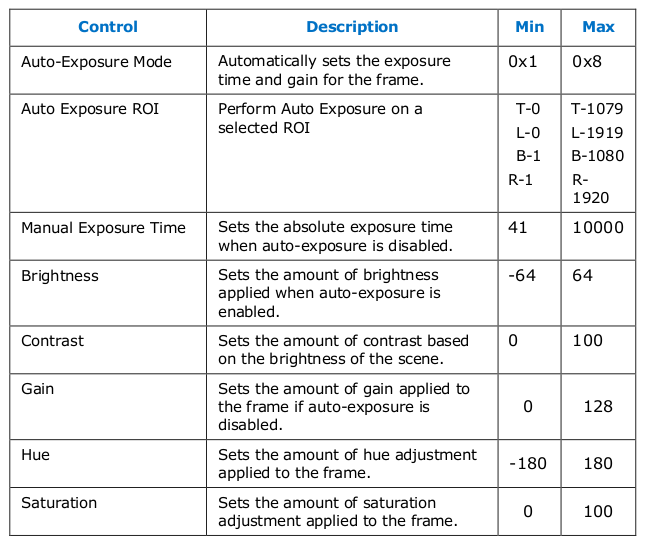 Control Description Min Max
Auto-Exposure Mode Automatically sets the exposure 0x1 0x8
time and gain for the frame.
Auto Exposure ROI Perform Auto Exposure on a T-0 T-1079
selected ROI L-0 L-1919
B-1 B-1080
R-1 R-
1920
Manual Exposure Time Sets the absolute exposure time 41 10000
when auto-exposure is disabled.
Brightness Sets the amount of brightness -64 64
applied when auto-exposure is
enabled.
Contrast Sets the amount of contrast based 0 100
on the brightness of the scene.
Gain Sets the amount of gain applied to
the frame if auto-exposure is 0 128
disabled.
Hue Sets the amount of hue adjustment -180 180
applied to the frame.
Saturation Sets the amount of saturation 0 100
adjustment applied to the frame.